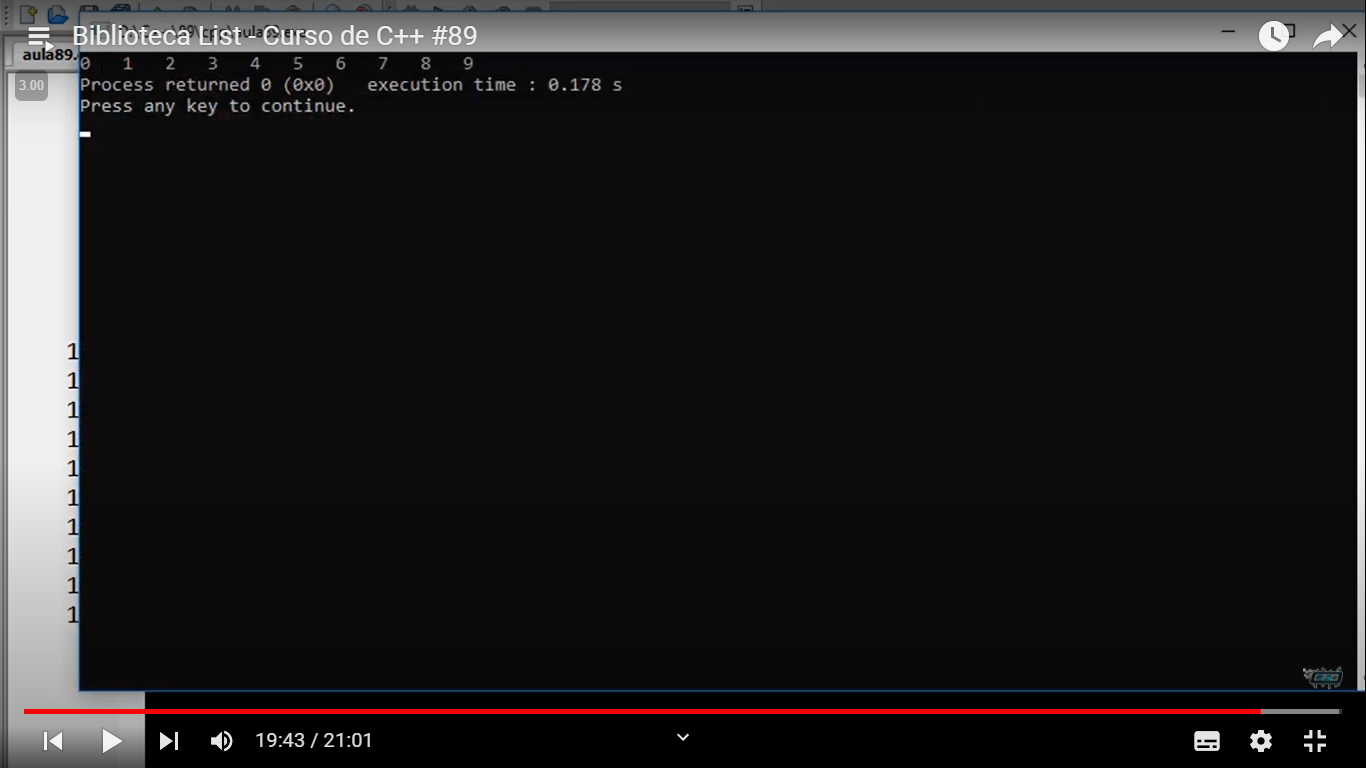 Biblioteca List - Curso de C++ #89
aula89.
3.00
0 1 2 3 4 5 6 7 8 9
Process returned 0 (0x0) execution time : 0.178 s
Press any key to continue.
1
1
1
1
1
1
1
1
1
1
19:43 / 21:01